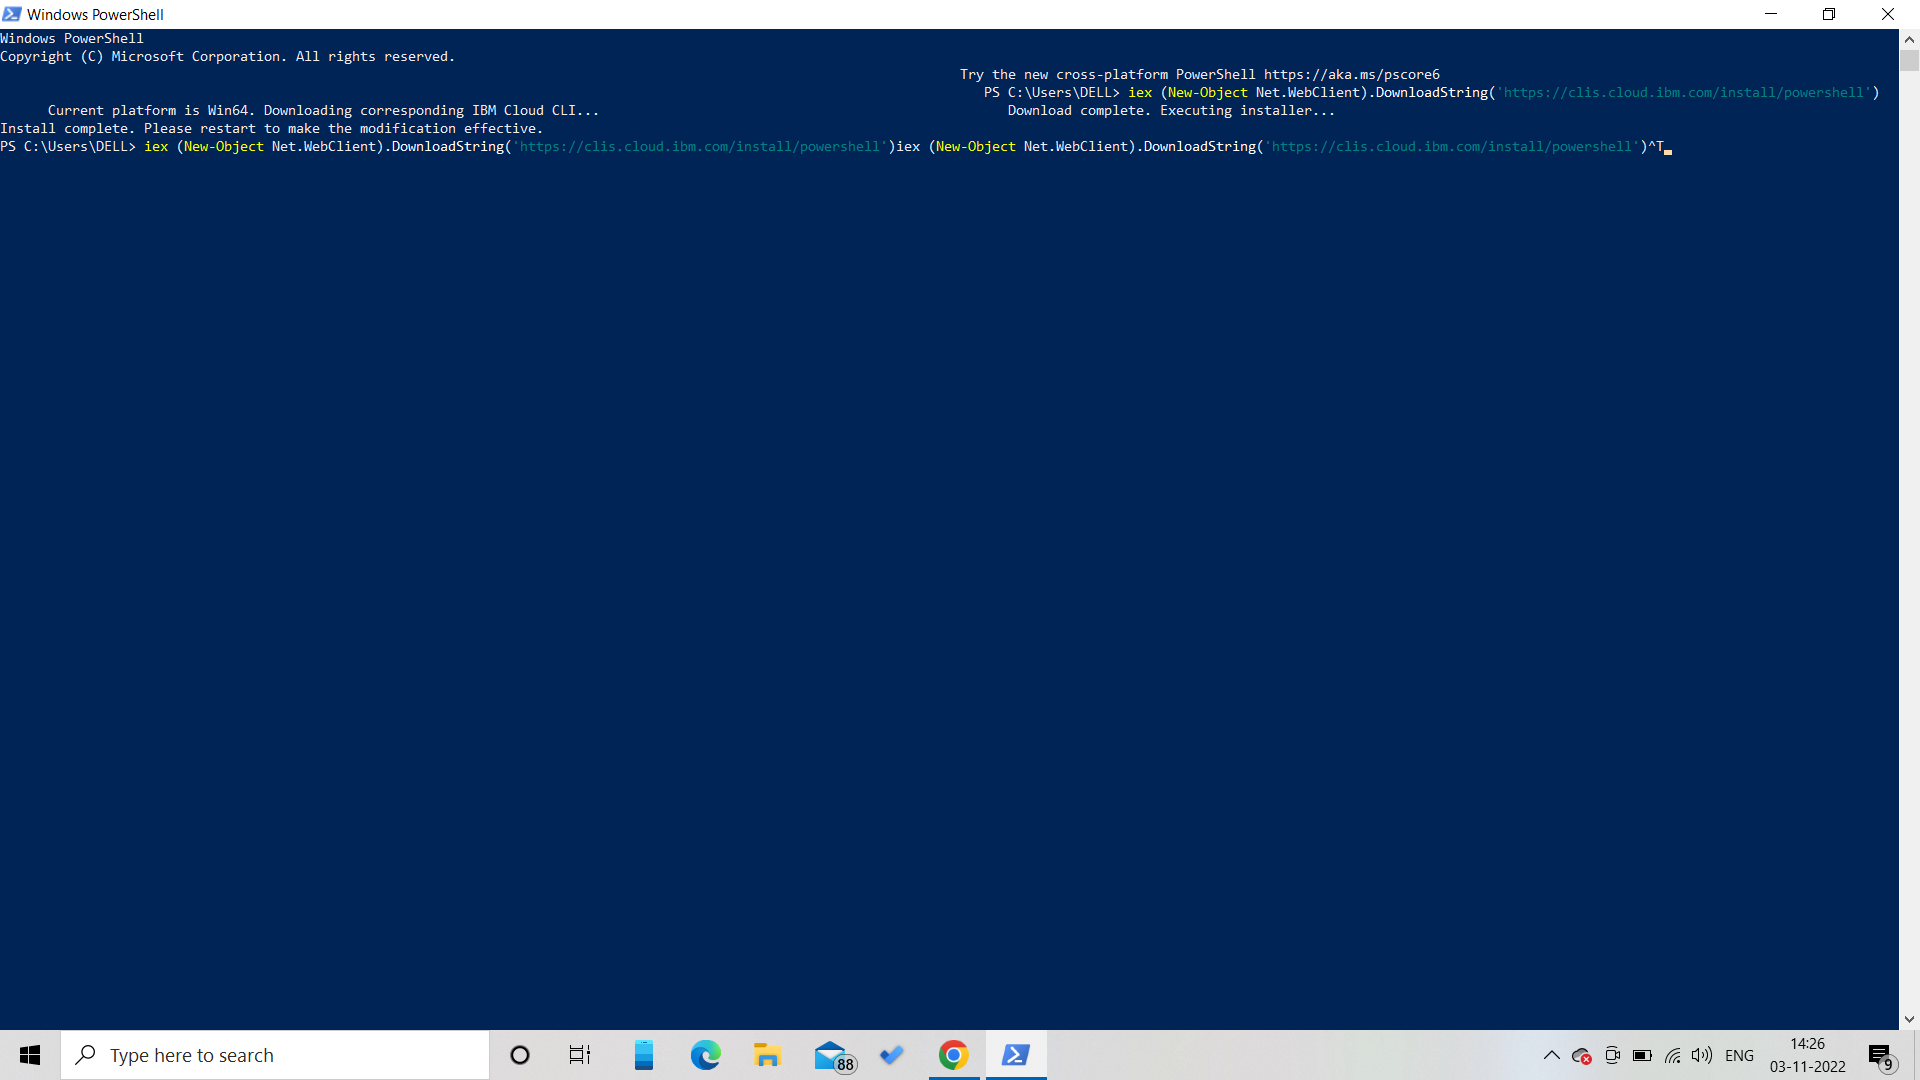 Windows PowerShell
Windows PowerShell
Copyright (C) Microsoft Corporation. All rights reserved.
Try the new cross-platform PowerShell https://aka.ms/pscore6
PS C:\Users\DELL> iex (New-Object Net.WebClient).DownloadString('https://clis.cloud.ibm.com/install/powershell')
Current platform is Win64. Downloading corresponding IBM Cloud CLI... Download complete. Executing installer...
Install complete. Please restart to make the modification effective.
PS C:\Users\DELL> iex (New-Object Net.WebClient).DownloadString('https://clis.cloud.ibm.com/install/powershell')iex (New-Object Net.WebClient).DownloadString('https://clis.cloud.ibm.com/install/powershell')^T
Type here to search
88
ENG
14:26
03-11-2022
9